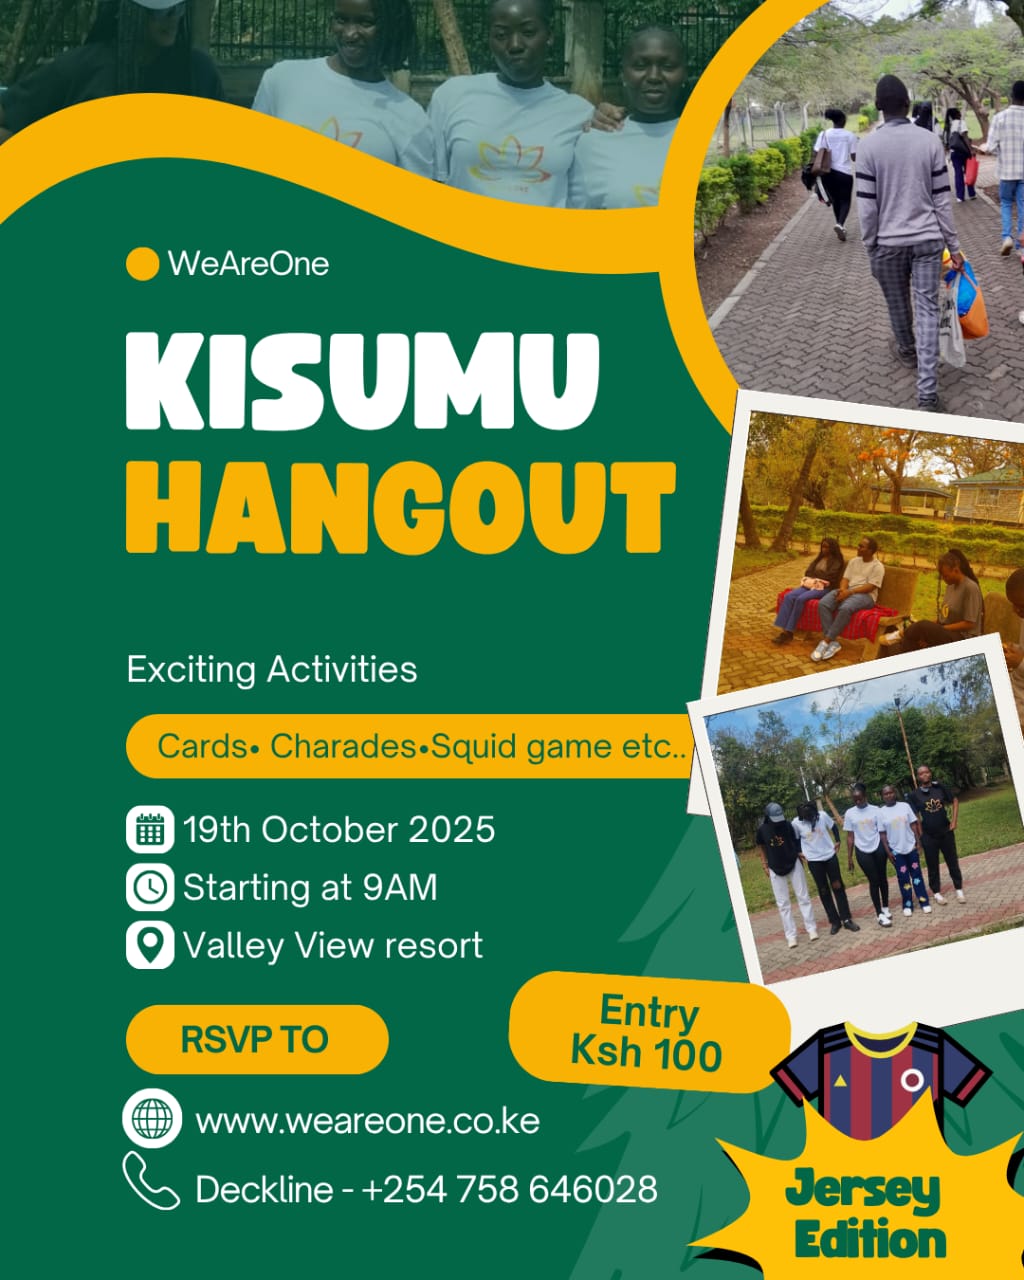 WeAreOne
KISUMU
HANGOUT
Exciting Activities
Cards• Charades•Squid game etc..
19th October 2025
Starting at 9AM
Valley View resort
Entry
Ksh 100
RSVP TO
www.weareone.co.ke
Deckline - +254 758 646028
Jersey
Edition